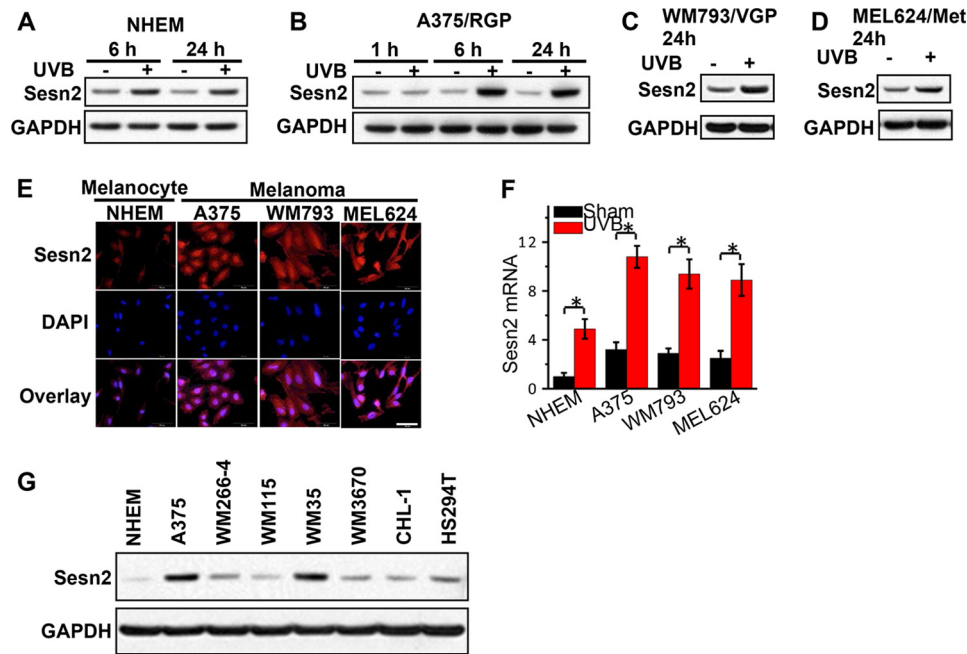 A
NHEM
6 h 24 h
UVB - + - +
Sesn2
GAPDH
B
A375/RGP
1 h 6 h 24 h
UVB - + - + - +
Sesn2
GAPDH
C
WM793/VGP
24h
UVB - +
Sesn2
GAPDH
D
MEL624/Met
24h
UVB - +
Sesn2
GAPDH
E
Melanocyte Melanoma
NHEM A375 WM793 MEL624
Sesn2
DAPI
Overlay
F
Sham
UVB
Sesn2 mRNA
12
8
4
0
* * * *
NHEM A375 WM793 MEL624
G
NHEM A375 WM266-4 WM115 WM35 WM3670 CHL-1 HS294T
Sesn2
GAPDH